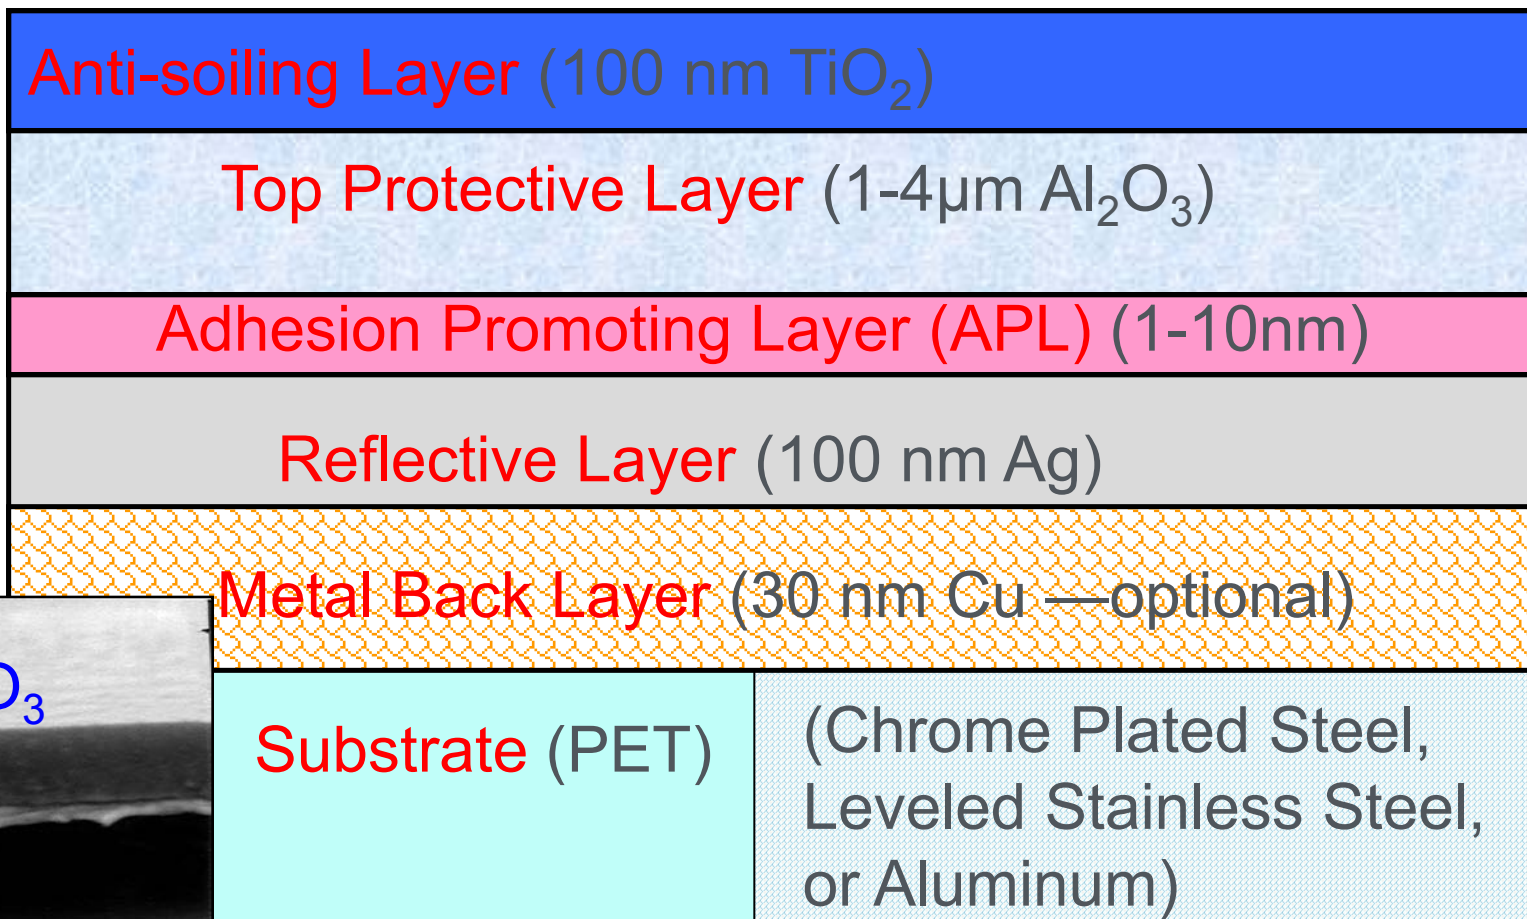 Anti-soiling Layer (100 nm TiO₂)
Top Protective Layer (1-4µm Al₂O₃)
Adhesion Promoting Layer (APL) (1-10nm)
Reflective Layer (100 nm Ag)
Metal Back Layer (30 nm Cu —optional)
O₃
Substrate (PET)
(Chrome Plated Steel,
Leveled Stainless Steel,
or Aluminum)